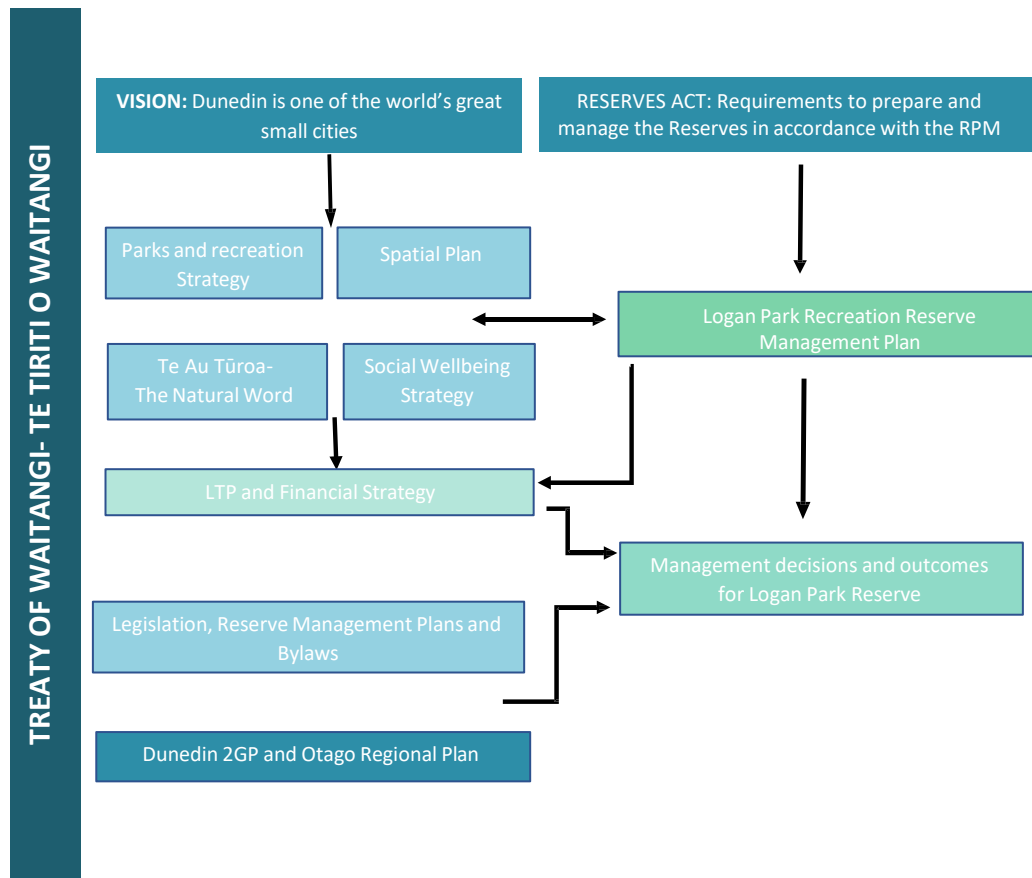 TREATY OF WAITANGI- TE TIRITI O WAITANGI
VISION: Dunedin is one of the world's great
small cities
RESERVES ACT: Requirements to prepare and
manage the Reserves in accordance with the RPM
Parks and recreation
Strategy
Spatial Plan
Logan Park Recreation Reserve
Management Plan
Te Au Tūroa-
The Natural Word
Social Wellbeing
Strategy
LTP and Financial Strategy
Management decisions and outcomes
for Logan Park Reserve
Legislation, Reserve Management Plans and
Bylaws
Dunedin 2GP and Otago Regional Plan